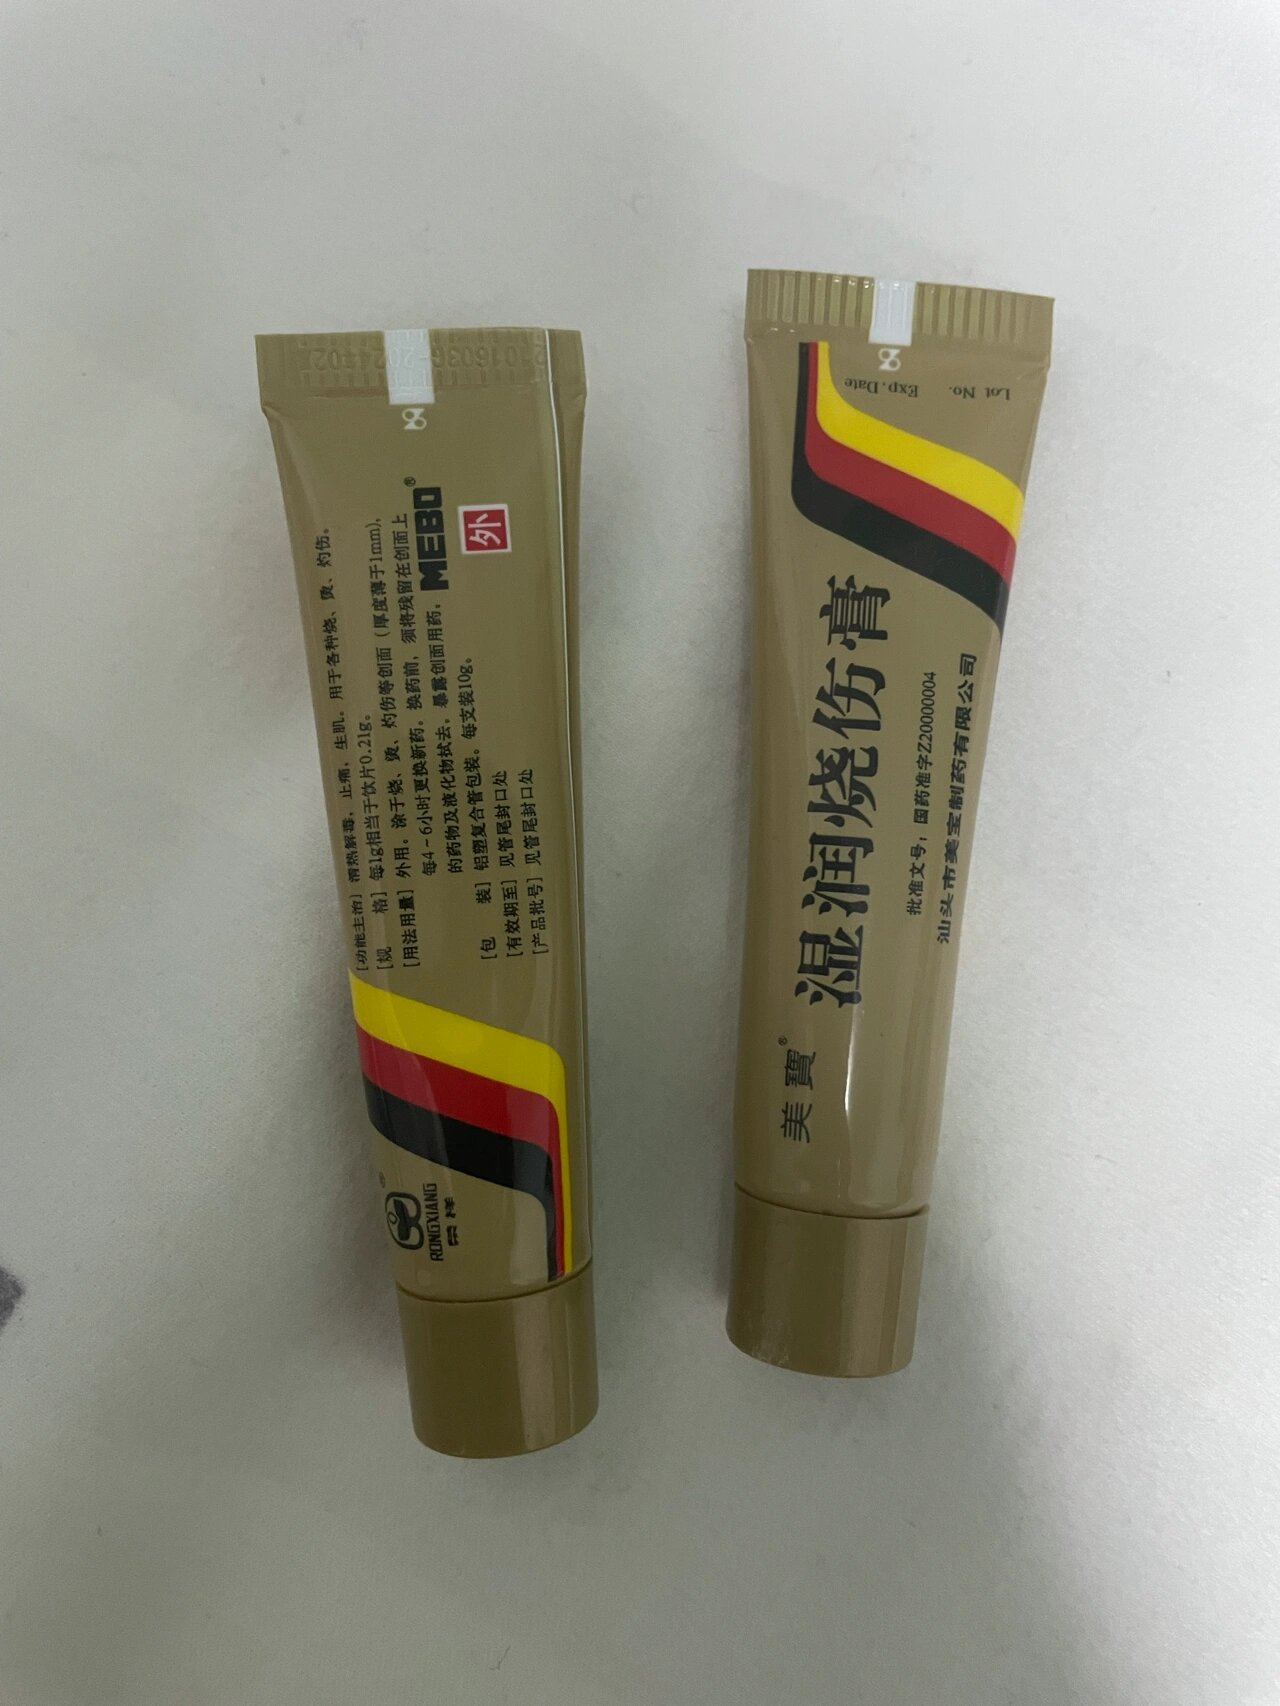 [功能主治] 清热解毒，止痛，生肌。用于各种烧、烫、灼伤。
[规 格] 每1g相当于饮片0.21g。
[用法用量] 外用。涂于烧、烫、灼伤等创面（厚度薄于1mm），
每4-6小时更换新药。换药前，须将残留在创面上
的药物及液化物拭去。暴露创面用药。
[包 装] 铝塑复合管包装。每支装10g。
[有效期至] 见管尾封口处
[产品批号] 见管尾封口处
MEBO®
外
RONGXIANG
荣祥
Lot No.
Exp.Date
美寶®
湿润烧伤膏
批准文号：国药准字Z20000004
汕头市美宝制药有限公司